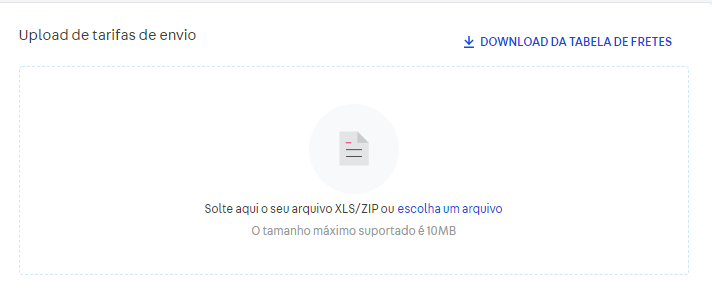 Upload de tarifas de envio
DOWNLOAD DA TABELA DE FRETES
Solte aqui o seu arquivo XLS/ZIP ou escolha um arquivo
O tamanho máximo suportado é 10MB